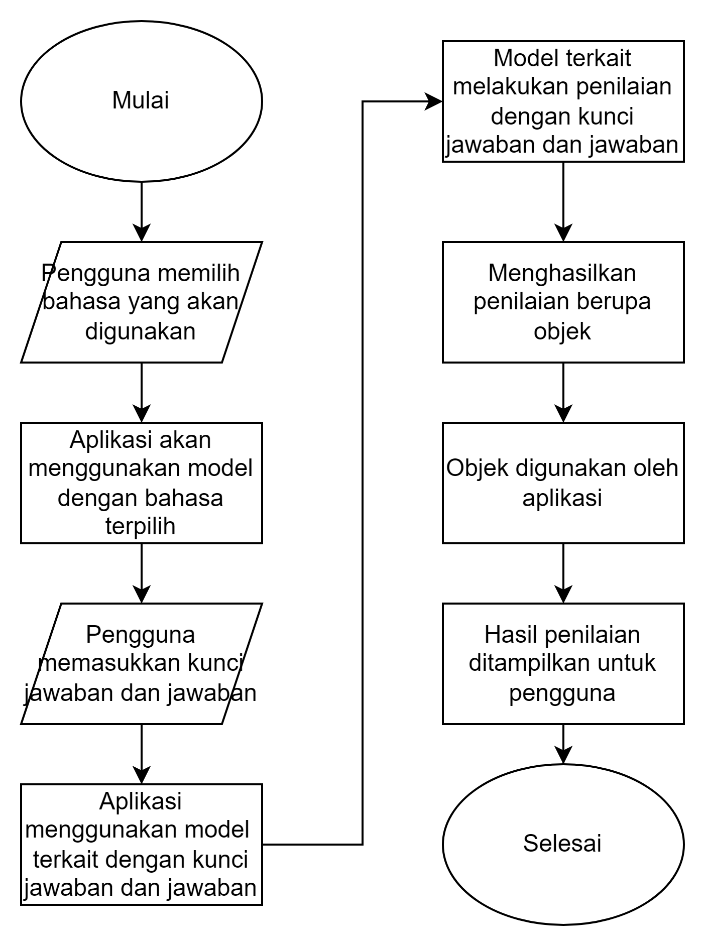 Mulai
Pengguna memilih
bahasa yang akan
digunakan
Aplikasi akan
menggunakan model
dengan bahasa
terpilih
Pengguna
memasukkan kunci
jawaban dan jawaban
Aplikasi
menggunakan model
terkait dengan kunci
jawaban dan jawaban
Model terkait
melakukan penilaian
dengan kunci
jawaban dan jawaban
Menghasilkan
penilaian berupa
objek
Objek digunakan oleh
aplikasi
Hasil penilaian
ditampilkan untuk
pengguna
Selesai